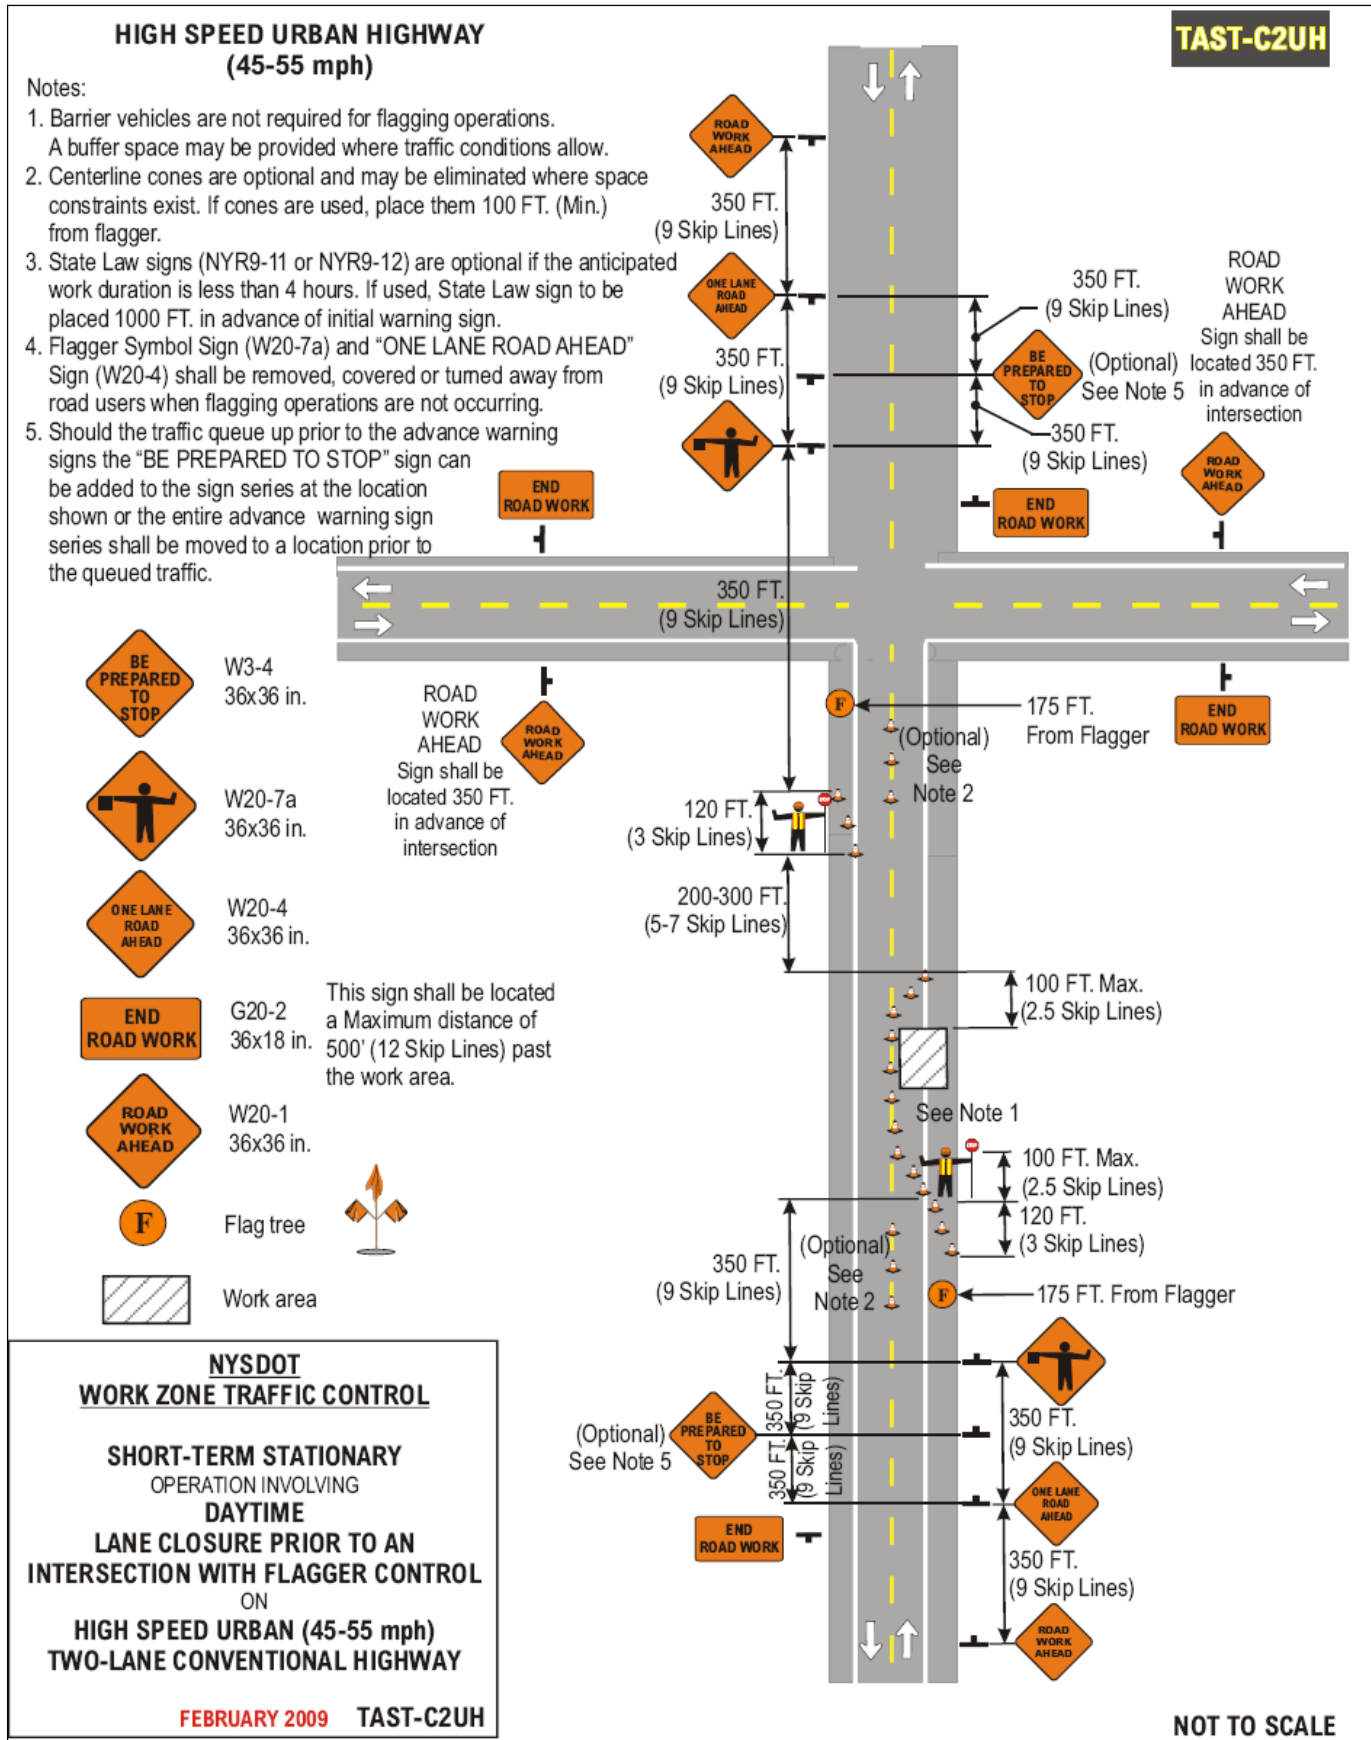 HIGH SPEED URBAN HIGHWAY
(45-55 mph)
TAST-C2UH
Notes:
1. Barrier vehicles are not required for flagging operations.
A buffer space may be provided where traffic conditions allow.
2. Centerline cones are optional and may be eliminated where space
constraints exist. If cones are used, place them 100 FT. (Min.)
from flagger.
3. State Law signs (NYR9-11 or NYR9-12) are optional if the anticipated
work duration is less than 4 hours. If used, State Law sign to be
placed 1000 FT. in advance of initial warning sign.
4. Flagger Symbol Sign (W20-7a) and “ONE LANE ROAD AHEAD”
Sign (W20-4) shall be removed, covered or turned away from
road users when flagging operations are not occurring.
5. Should the traffic queue up prior to the advance warning
signs the “BE PREPARED TO STOP” sign can
be added to the sign series at the location
shown or the entire advance warning sign
series shall be moved to a location prior to
the queued traffic.
ROAD
WORK
AHEAD
350 FT.
(9 Skip Lines)
ONE LANE
ROAD
AHEAD
350 FT.
(9 Skip Lines)
350 FT.
(9 Skip Lines)
BE
PREPARED
TO
STOP
(Optional)
See Note 5
350 FT.
(9 Skip Lines)
ROAD
WORK
AHEAD
Sign shall be
located 350 FT.
in advance of
intersection
ROAD
WORK
AHEAD
END
ROAD WORK
END
ROAD WORK
350 FT.
(9 Skip Lines)
BE
PREPARED
TO
STOP
W3-4
36x36 in.
ROAD
WORK
AHEAD
Sign shall be
located 350 FT.
in advance of
intersection
ROAD
WORK
AHEAD
F
175 FT.
From Flagger
END
ROAD WORK
(Optional)
See
Note 2
W20-7a
36x36 in.
120 FT.
(3 Skip Lines)
STOP
200-300 FT.
(5-7 Skip Lines)
ONE LANE
ROAD
AHEAD
W20-4
36x36 in.
END
ROAD WORK
G20-2
36x18 in.
This sign shall be located
a Maximum distance of
500' (12 Skip Lines) past
the work area.
100 FT. Max.
(2.5 Skip Lines)
See Note 1
ROAD
WORK
AHEAD
W20-1
36x36 in.
STOP
100 FT. Max.
(2.5 Skip Lines)
120 FT.
(3 Skip Lines)
F
Flag tree
350 FT.
(9 Skip Lines)
(Optional)
See
Note 2
F
175 FT. From Flagger
Work area
350 FT.
(9 Skip
Lines)
350 FT.
(9 Skip
Lines)
(Optional)
See Note 5
BE
PREPARED
TO
STOP
350 FT.
(9 Skip Lines)
ONE LANE
ROAD
AHEAD
END
ROAD WORK
350 FT.
(9 Skip Lines)
ROAD
WORK
AHEAD
NYSDOT
WORK ZONE TRAFFIC CONTROL
SHORT-TERM STATIONARY
OPERATION INVOLVING
DAYTIME
LANE CLOSURE PRIOR TO AN
INTERSECTION WITH FLAGGER CONTROL
ON
HIGH SPEED URBAN (45-55 mph)
TWO-LANE CONVENTIONAL HIGHWAY
FEBRUARY 2009 TAST-C2UH
NOT TO SCALE